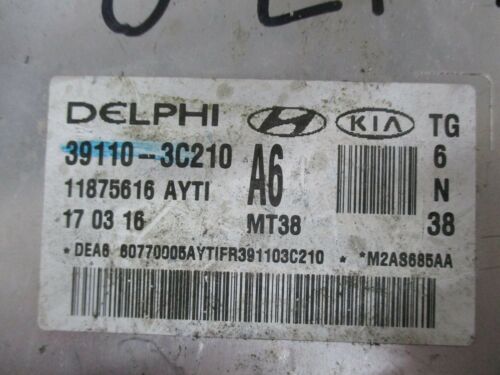 DELPHI KIA TG
39110-3C210 A6 6
11875616 AYTI N
17 03 16 MT38 38
*DEA6 60770005AYTIFR391103C210* *M2AS685AA